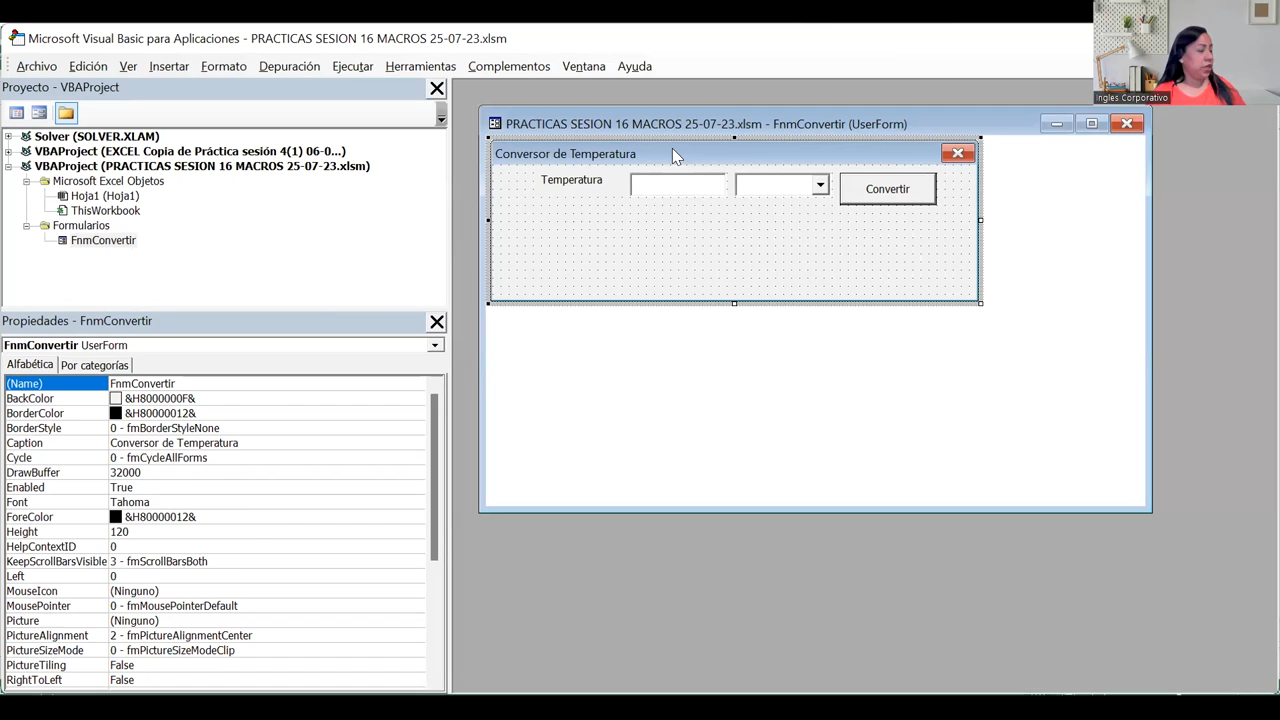 Microsoft Visual Basic para Aplicaciones - PRACTICAS SESION 16 MACROS 25-07-23.xlsm
Ingles Corporativo
Archivo Edición Ver Insertar Formato Depuración Ejecutar Herramientas Complementos Ventana Ayuda
Proyecto - VBAProject
Solver (SOLVER.XLAM)
VBAProject (EXCEL Copia de Práctica sesión 4(1) 06-0...)
VBAProject (PRACTICAS SESION 16 MACROS 25-07-23.xlsm)
Microsoft Excel Objetos
Hoja1 (Hoja1)
ThisWorkbook
Formularios
FnmConvertir
Propiedades - FnmConvertir
FnmConvertir UserForm
Alfabética Por categorías
(Name) FnmConvertir
BackColor &H8000000F&
BorderColor &H80000012&
BorderStyle 0 - fmBorderStyleNone
Caption Conversor de Temperatura
Cycle 0 - fmCycleAllForms
DrawBuffer 32000
Enabled True
Font Tahoma
ForeColor &H80000012&
Height 120
HelpContextID 0
KeepScrollBarsVisible 3 - fmScrollBarsBoth
Left 0
MouseIcon (Ninguno)
MousePointer 0 - fmMousePointerDefault
Picture (Ninguno)
PictureAlignment 2 - fmPictureAlignmentCenter
PictureSizeMode 0 - fmPictureSizeModeClip
PictureTiling False
RightToLeft False
PRACTICAS SESION 16 MACROS 25-07-23.xlsm - FnmConvertir (UserForm)
Conversor de Temperatura
Temperatura
Convertir